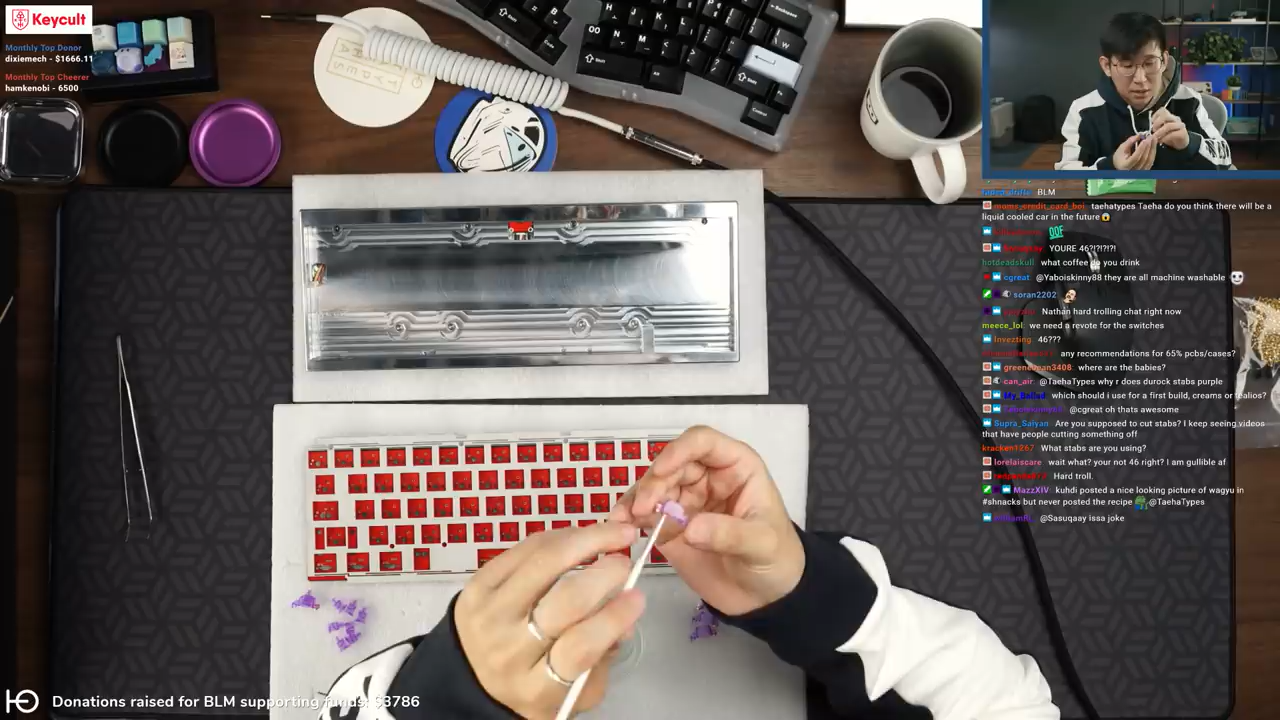 Keycult
Monthly Top Donor
dixiemech - $1666.11
Monthly Top Cheerer
hamkenobi - 6500
BLM
moms_credit_card_boi taehatypes Taeha do you think there will be a
liquid cooled car in the future
OOF
YOURE 46?!?!?!?!
hotdeadskull what coffee do you drink
cgreat @Yaboiskinny88 they are all machine washable
soran2202
Nathan hard trolling chat right now
meece_lol: we need a revote for the switches
Investing 46???
any recommendations for 65% pcbs/cases?
greenebean3408: where are the babies?
can_air: @TaehaTypes why r does durock stabs purple
which should i use for a first build, creams or tealios?
@cgreat oh thats awesome
Supra_Saiyan Are you supposed to cut stabs? I keep seeing videos
that have people cutting something off
kracken1267 What stabs are you using?
lorelaiscare wait what? your not 46 right? I am gullible af
Hard troll.
MazzXIV kuhdi posted a nice looking picture of wagyu in
#shnacks but never posted the recipe @TaehaTypes
@Sasuqaay issa joke
Donations raised for BLM supporting funds: $3786